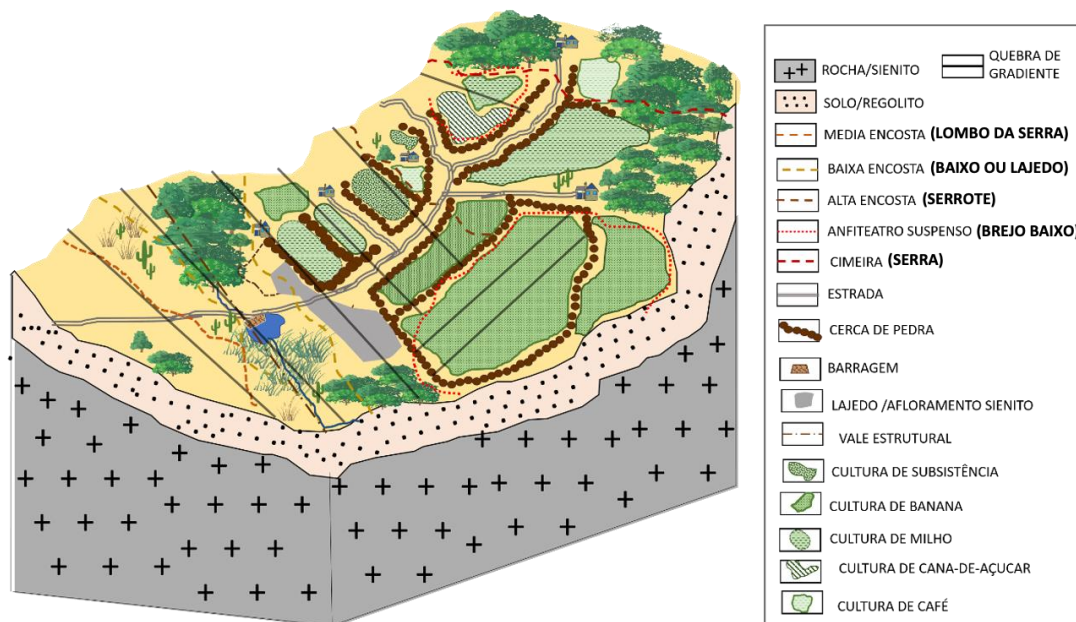 ROCHA/SIENITO
QUEBRA DE
GRADIENTE
SOLO/REGOLITO
MEDIA ENCOSTA (LOMBO DA SERRA)
BAIXA ENCOSTA (BAIXO OU LAJEDO)
ALTA ENCOSTA (SERROTE)
ANFITEATRO SUSPENSO (BREJO BAIXO)
CIMEIRA (SERRA)
ESTRADA
CERCA DE PEDRA
BARRAGEM
LAJEDO /AFLORAMENTO SIENITO
VALE ESTRUTURAL
CULTURA DE SUBSISTÊNCIA
CULTURA DE BANANA
CULTURA DE MILHO
CULTURA DE CANA-DE-AÇUCAR
CULTURA DE CAFÉ